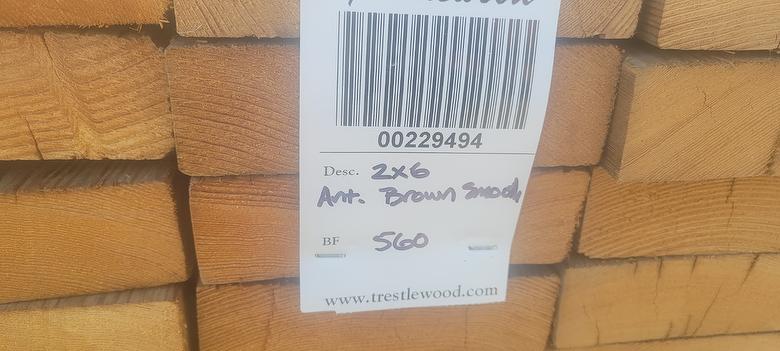 00229494
Desc. 2x6
Ant. Brown Smooth
BF 560
www.trestlewood.com